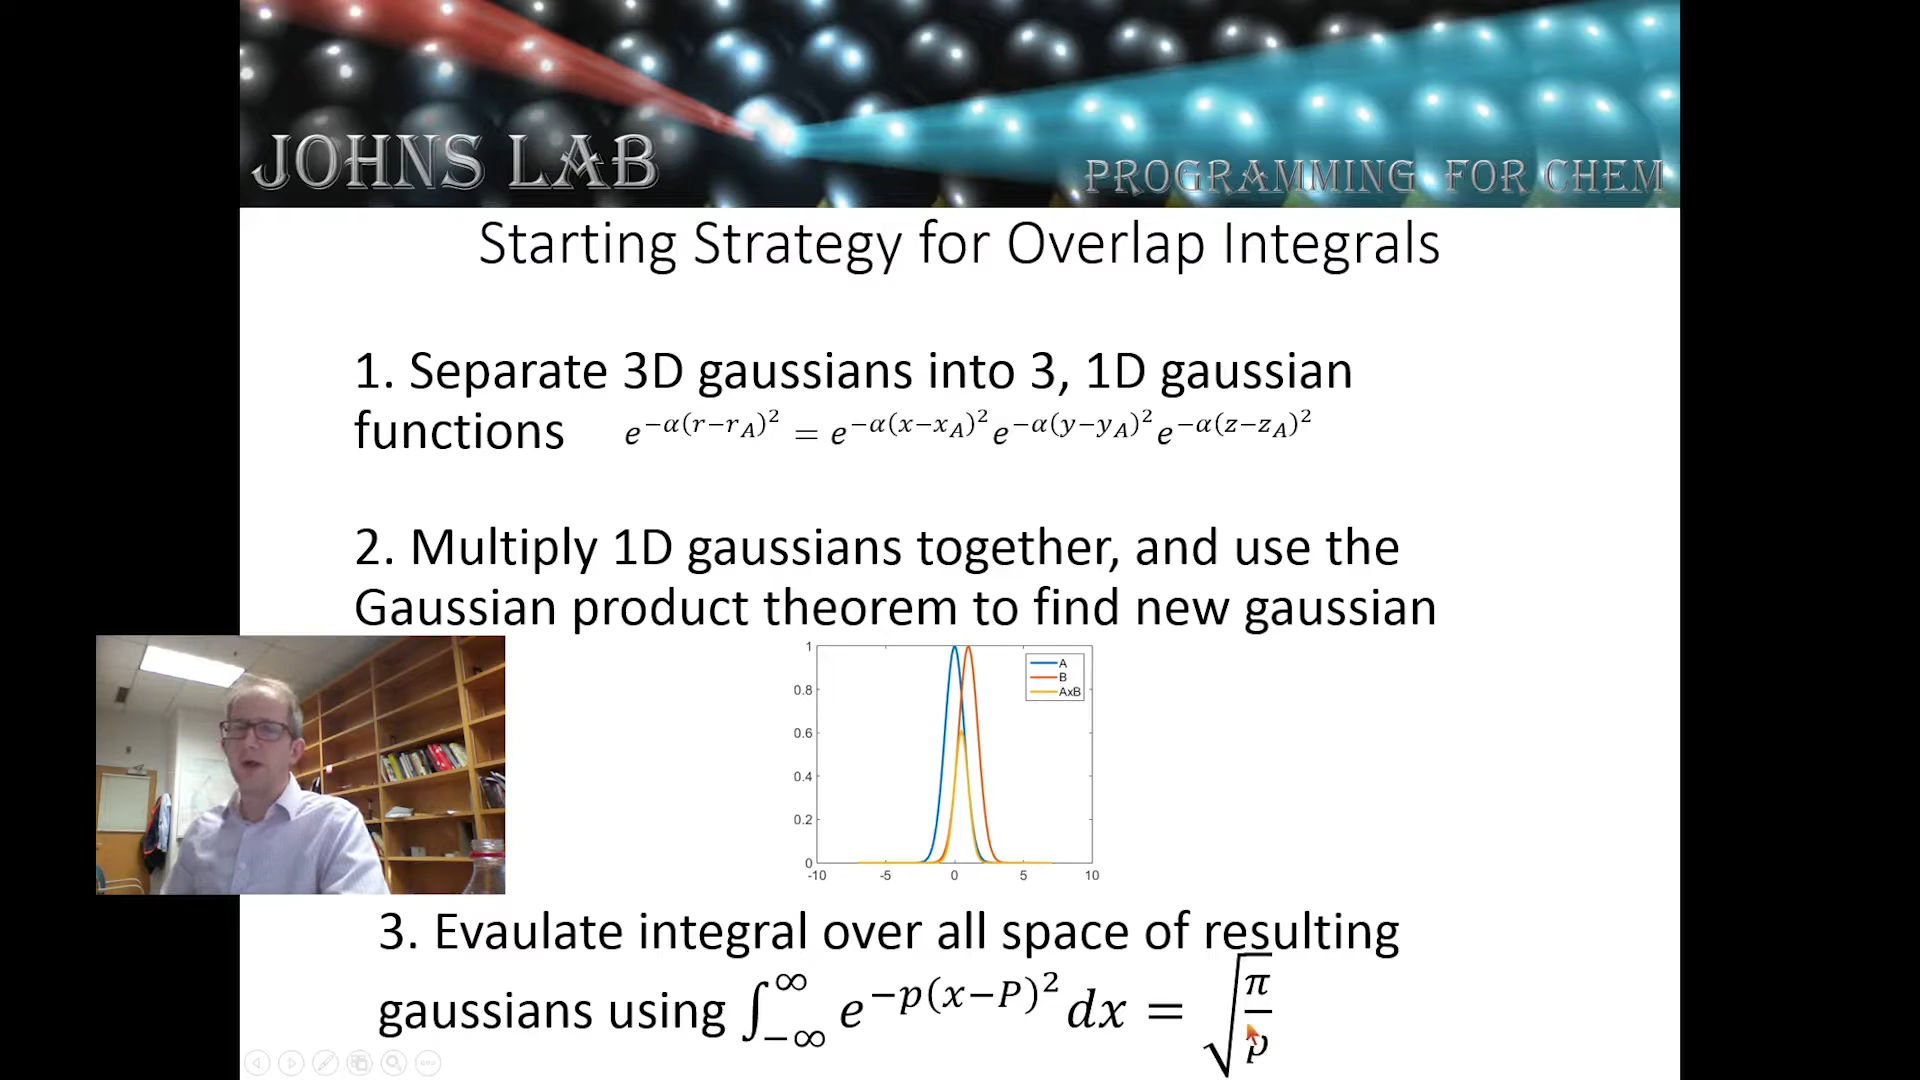 JOHNS LAB
PROGRAMMING FOR CHEM
Starting Strategy for Overlap Integrals
1. Separate 3D gaussians into 3, 1D gaussian
functions e^{−α(r−r_A)^2} = e^{−α(x−x_A)^2} e^{−α(y−y_A)^2} e^{−α(z−z_A)^2}
2. Multiply 1D gaussians together, and use the
Gaussian product theorem to find new gaussian
A
B
AxB
1
0.8
0.6
0.4
0.2
0
-10 -5 0 5 10
3. Evaulate integral over all space of resulting
gaussians using ∫_{−∞}^{∞} e^{−p(x−P)^2} dx = √(π/p)